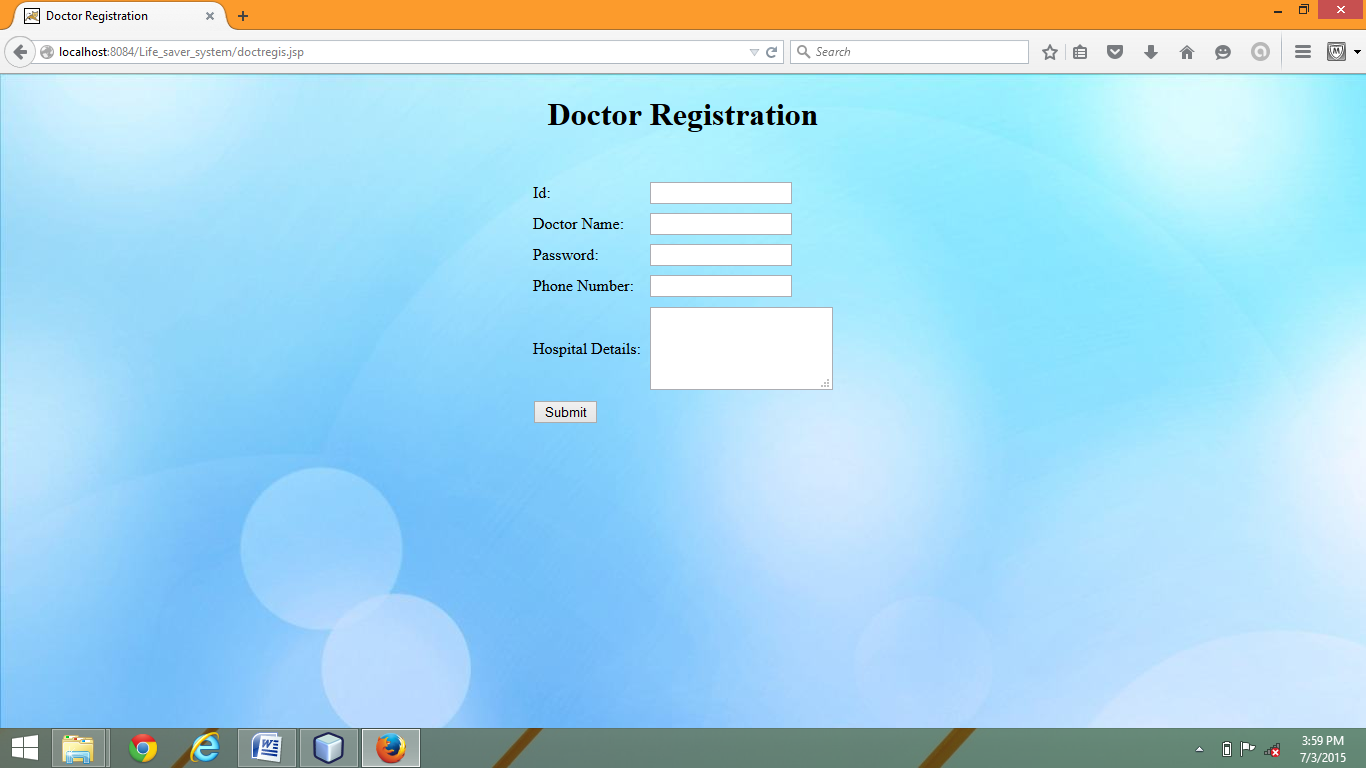 Doctor Registration
localhost:8084/Life_saver_system/doctregis.jsp
Search
Doctor Registration
Id:
Doctor Name:
Password:
Phone Number:
Hospital Details:
Submit
3:59 PM
7/3/2015